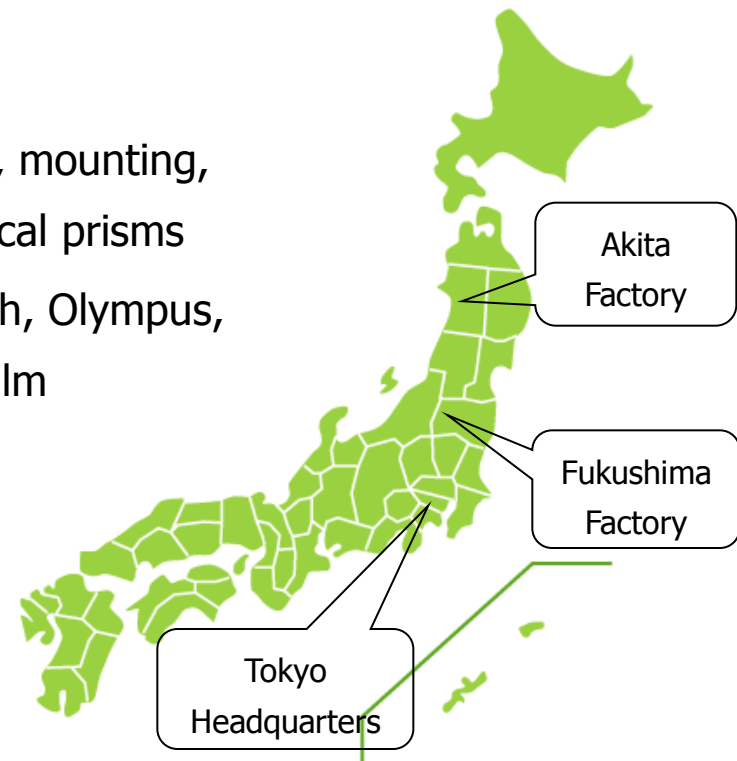 , mounting,
cal prisms
h, Olympus,
lm
Akita
Factory
Fukushima
Factory
Tokyo
Headquarters